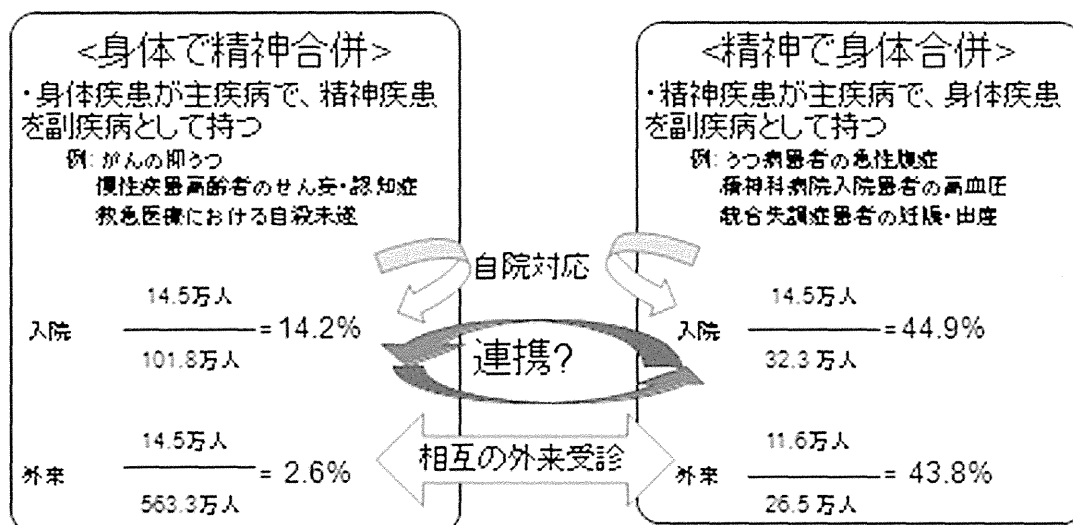 <身体で精神合併>
・身体疾患が主疾病で、精神疾患
を副疾病として持つ
例: がんの抑うつ
慢性疾患高齢者のせん妄・認知症
救急医療における自殺未遂
14.5万人
入院 = 14.2%
101.8万人
14.5万人
外来 = 2.6%
563.3万人
自院対応
連携?
相互の外来受診
<精神で身体合併>
・精神疾患が主疾病で、身体疾患
を副疾病として持つ
例: うつ病患者の急性腹症
精神科病院入院患者の高血圧
統合失調症患者の妊娠・出産
14.5万人
入院 = 44.9%
32.3万人
11.6万人
外来 = 43.8%
26.5万人